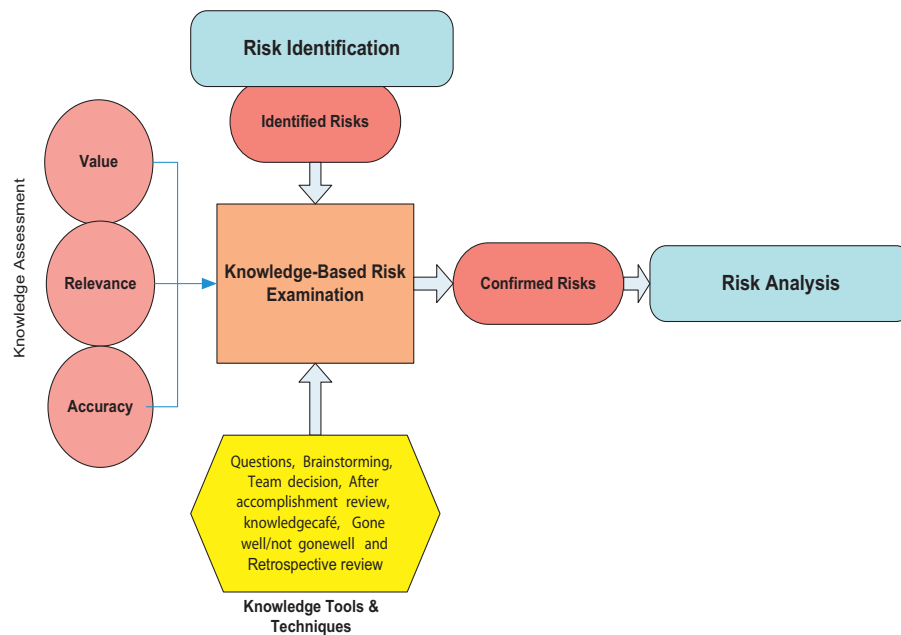 Risk Identification
Identified Risks
Knowledge Assessment
Value
Relevance
Accuracy
Knowledge-Based Risk
Examination
Confirmed Risks
Risk Analysis
Questions, Brainstorming,
Team decision, After
accomplishment review,
knowledgecafé, Gone
well/not gonewell and
Retrospective review
Knowledge Tools &
Techniques